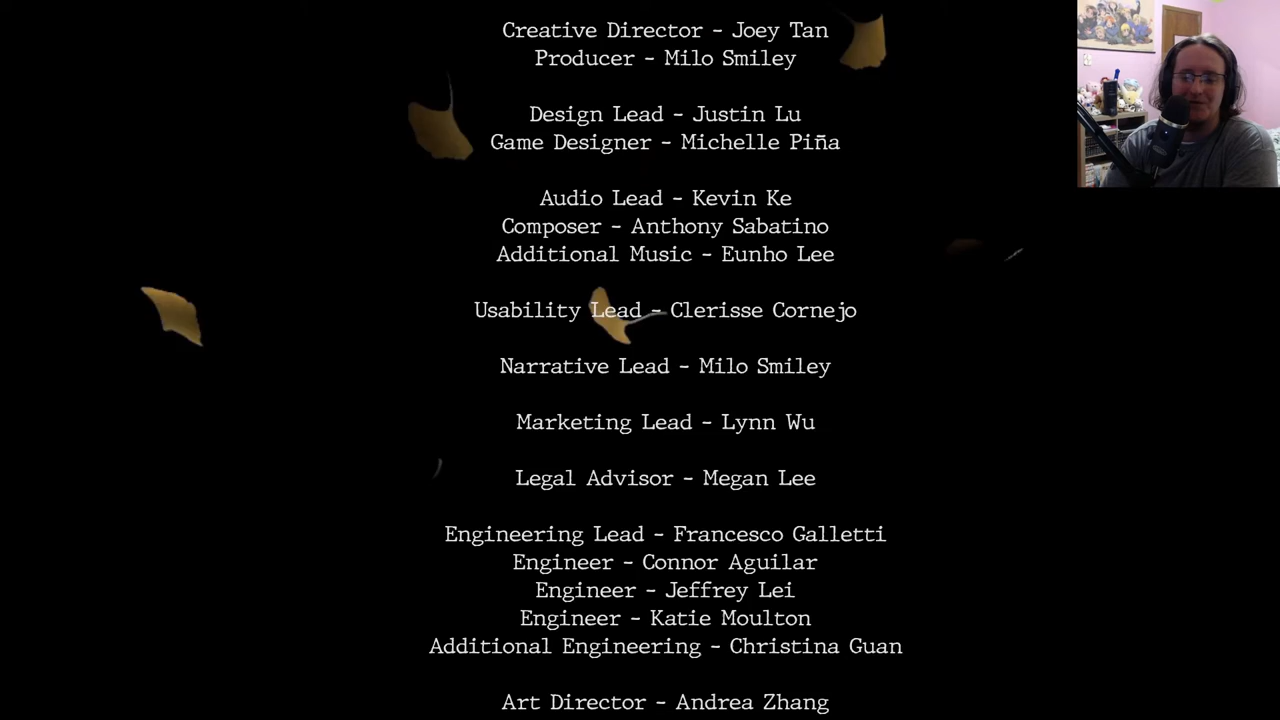 Creative Director - Joey Tan
Producer - Milo Smiley
Design Lead - Justin Lu
Game Designer - Michelle Piña
Audio Lead - Kevin Ke
Composer - Anthony Sabatino
Additional Music - Eunho Lee
Usability Lead - Clerisse Cornejo
Narrative Lead - Milo Smiley
Marketing Lead - Lynn Wu
Legal Advisor - Megan Lee
Engineering Lead - Francesco Galletti
Engineer - Connor Aguilar
Engineer - Jeffrey Lei
Engineer - Katie Moulton
Additional Engineering - Christina Guan
Art Director - Andrea Zhang